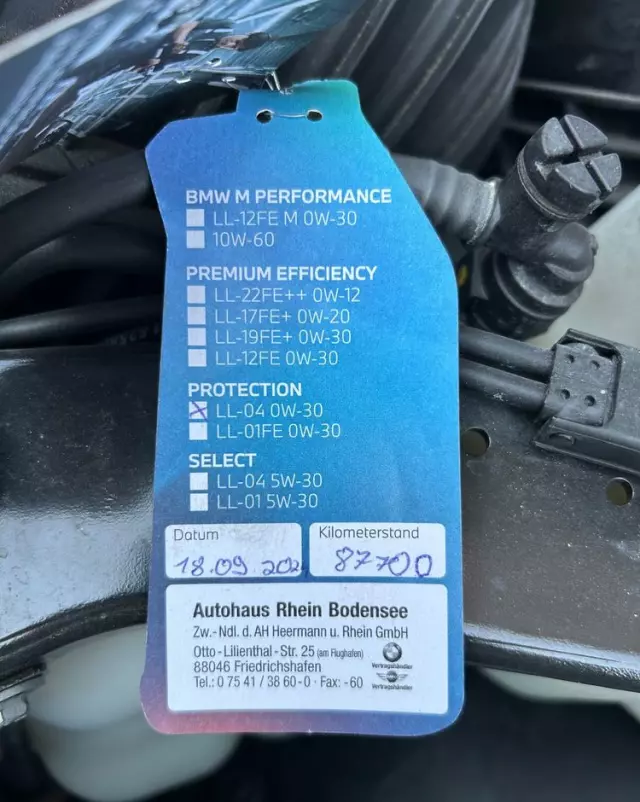 BMW M PERFORMANCE
LL-12FE M 0W-30
10W-60
PREMIUM EFFICIENCY
LL-22FE++ 0W-12
LL-17FE+ 0W-20
LL-19FE+ 0W-30
LL-12FE 0W-30
PROTECTION
LL-04 0W-30
LL-01FE 0W-30
SELECT
LL-04 5W-30
LL-01 5W-30
Datum
Kilometerstand
18.09.202
87700
Autohaus Rhein Bodensee
Zw.-Ndl. d. AH Heermann u. Rhein GmbH
Otto - Lilienthal - Str. 25 (am Flughafen)
88046 Friedrichshafen
Tel.: 0 75 41 / 38 60-0 · Fax: -60
Vertragshändler
Vertragshändler